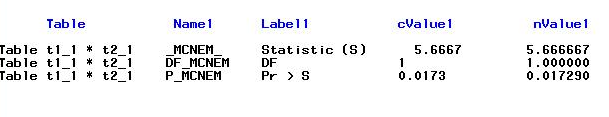 Table Name1 Label1 cValue1 nValue1
Table t1_1 * t2_1 _MCNEM_ Statistic (S) 5.6667 5.666667
Table t1_1 * t2_1 DF_MCNEM DF 1 1.000000
Table t1_1 * t2_1 P_MCNEM Pr > S 0.0173 0.017290